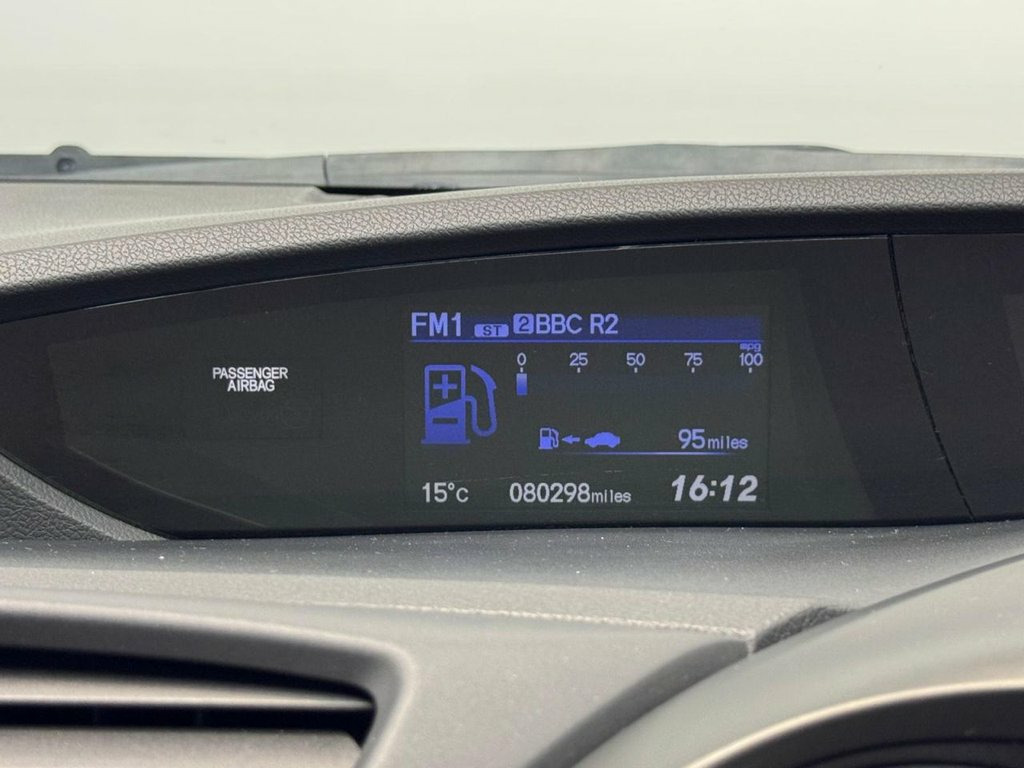 FM1 ST 2 BBC R2
mpg
0 25 50 75 100
PASSENGER
AIRBAG
95 miles
15°C 080298 miles 16:12